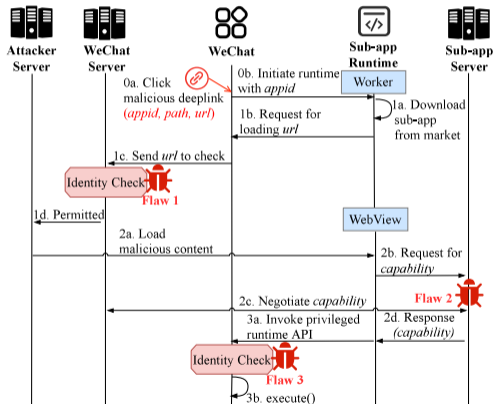 Attacker
Server
WeChat
Server
WeChat
Sub-app
Runtime
Sub-app
Server
0a. Click
malicious deeplink
(appid, path, url)
0b. Initiate runtime
with appid
Worker
1a. Download
sub-app
from market
1b. Request for
loading url
1c. Send url to check
Identity Check
Flaw 1
1d. Permitted
WebView
2a. Load
malicious content
2b. Request for
capability
Flaw 2
2c. Negotiate capability
2d. Response
(capability)
3a. Invoke privileged
runtime API
Identity Check
Flaw 3
3b. execute()